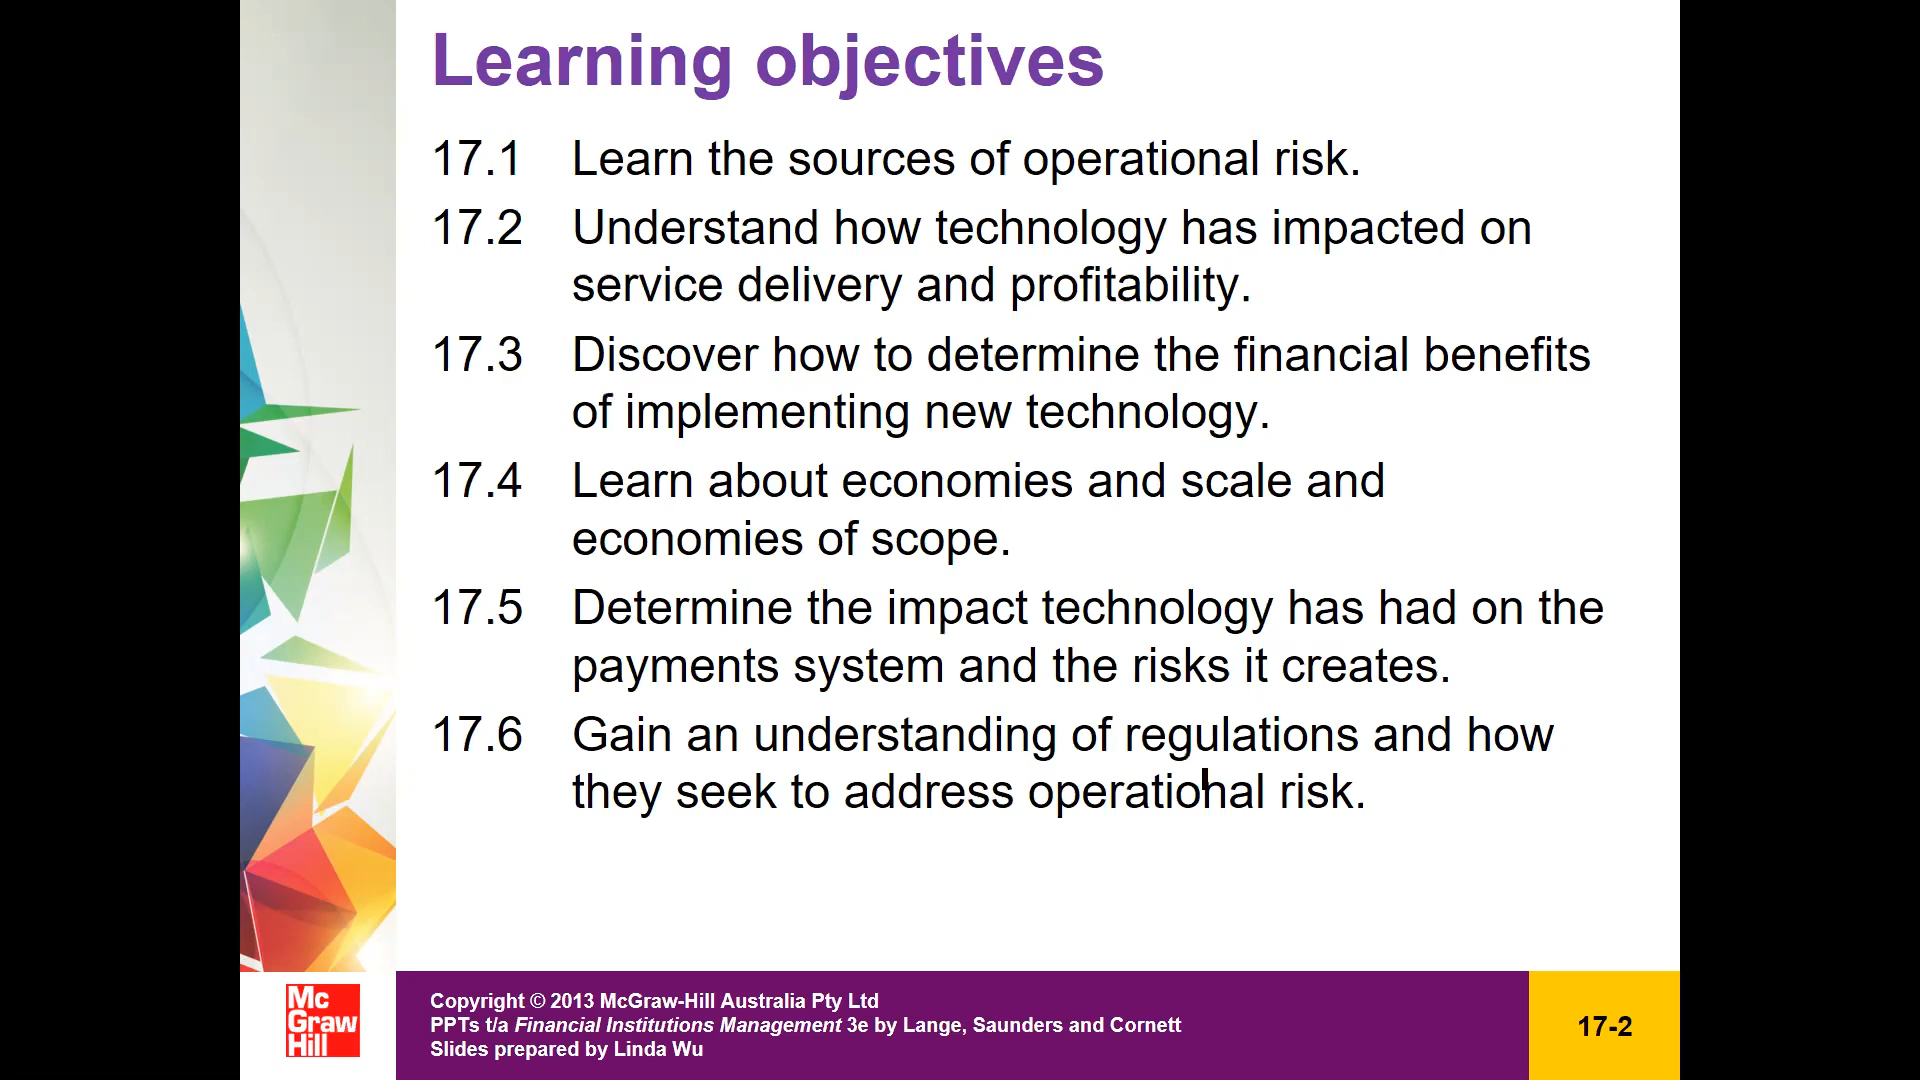 Learning objectives
17.1 Learn the sources of operational risk.
17.2 Understand how technology has impacted on
service delivery and profitability.
17.3 Discover how to determine the financial benefits
of implementing new technology.
17.4 Learn about economies and scale and
economies of scope.
17.5 Determine the impact technology has had on the
payments system and the risks it creates.
17.6 Gain an understanding of regulations and how
they seek to address operational risk.
Mc
Graw
Hill
Copyright © 2013 McGraw-Hill Australia Pty Ltd
PPTs t/a Financial Institutions Management 3e by Lange, Saunders and Cornett
Slides prepared by Linda Wu
17-2